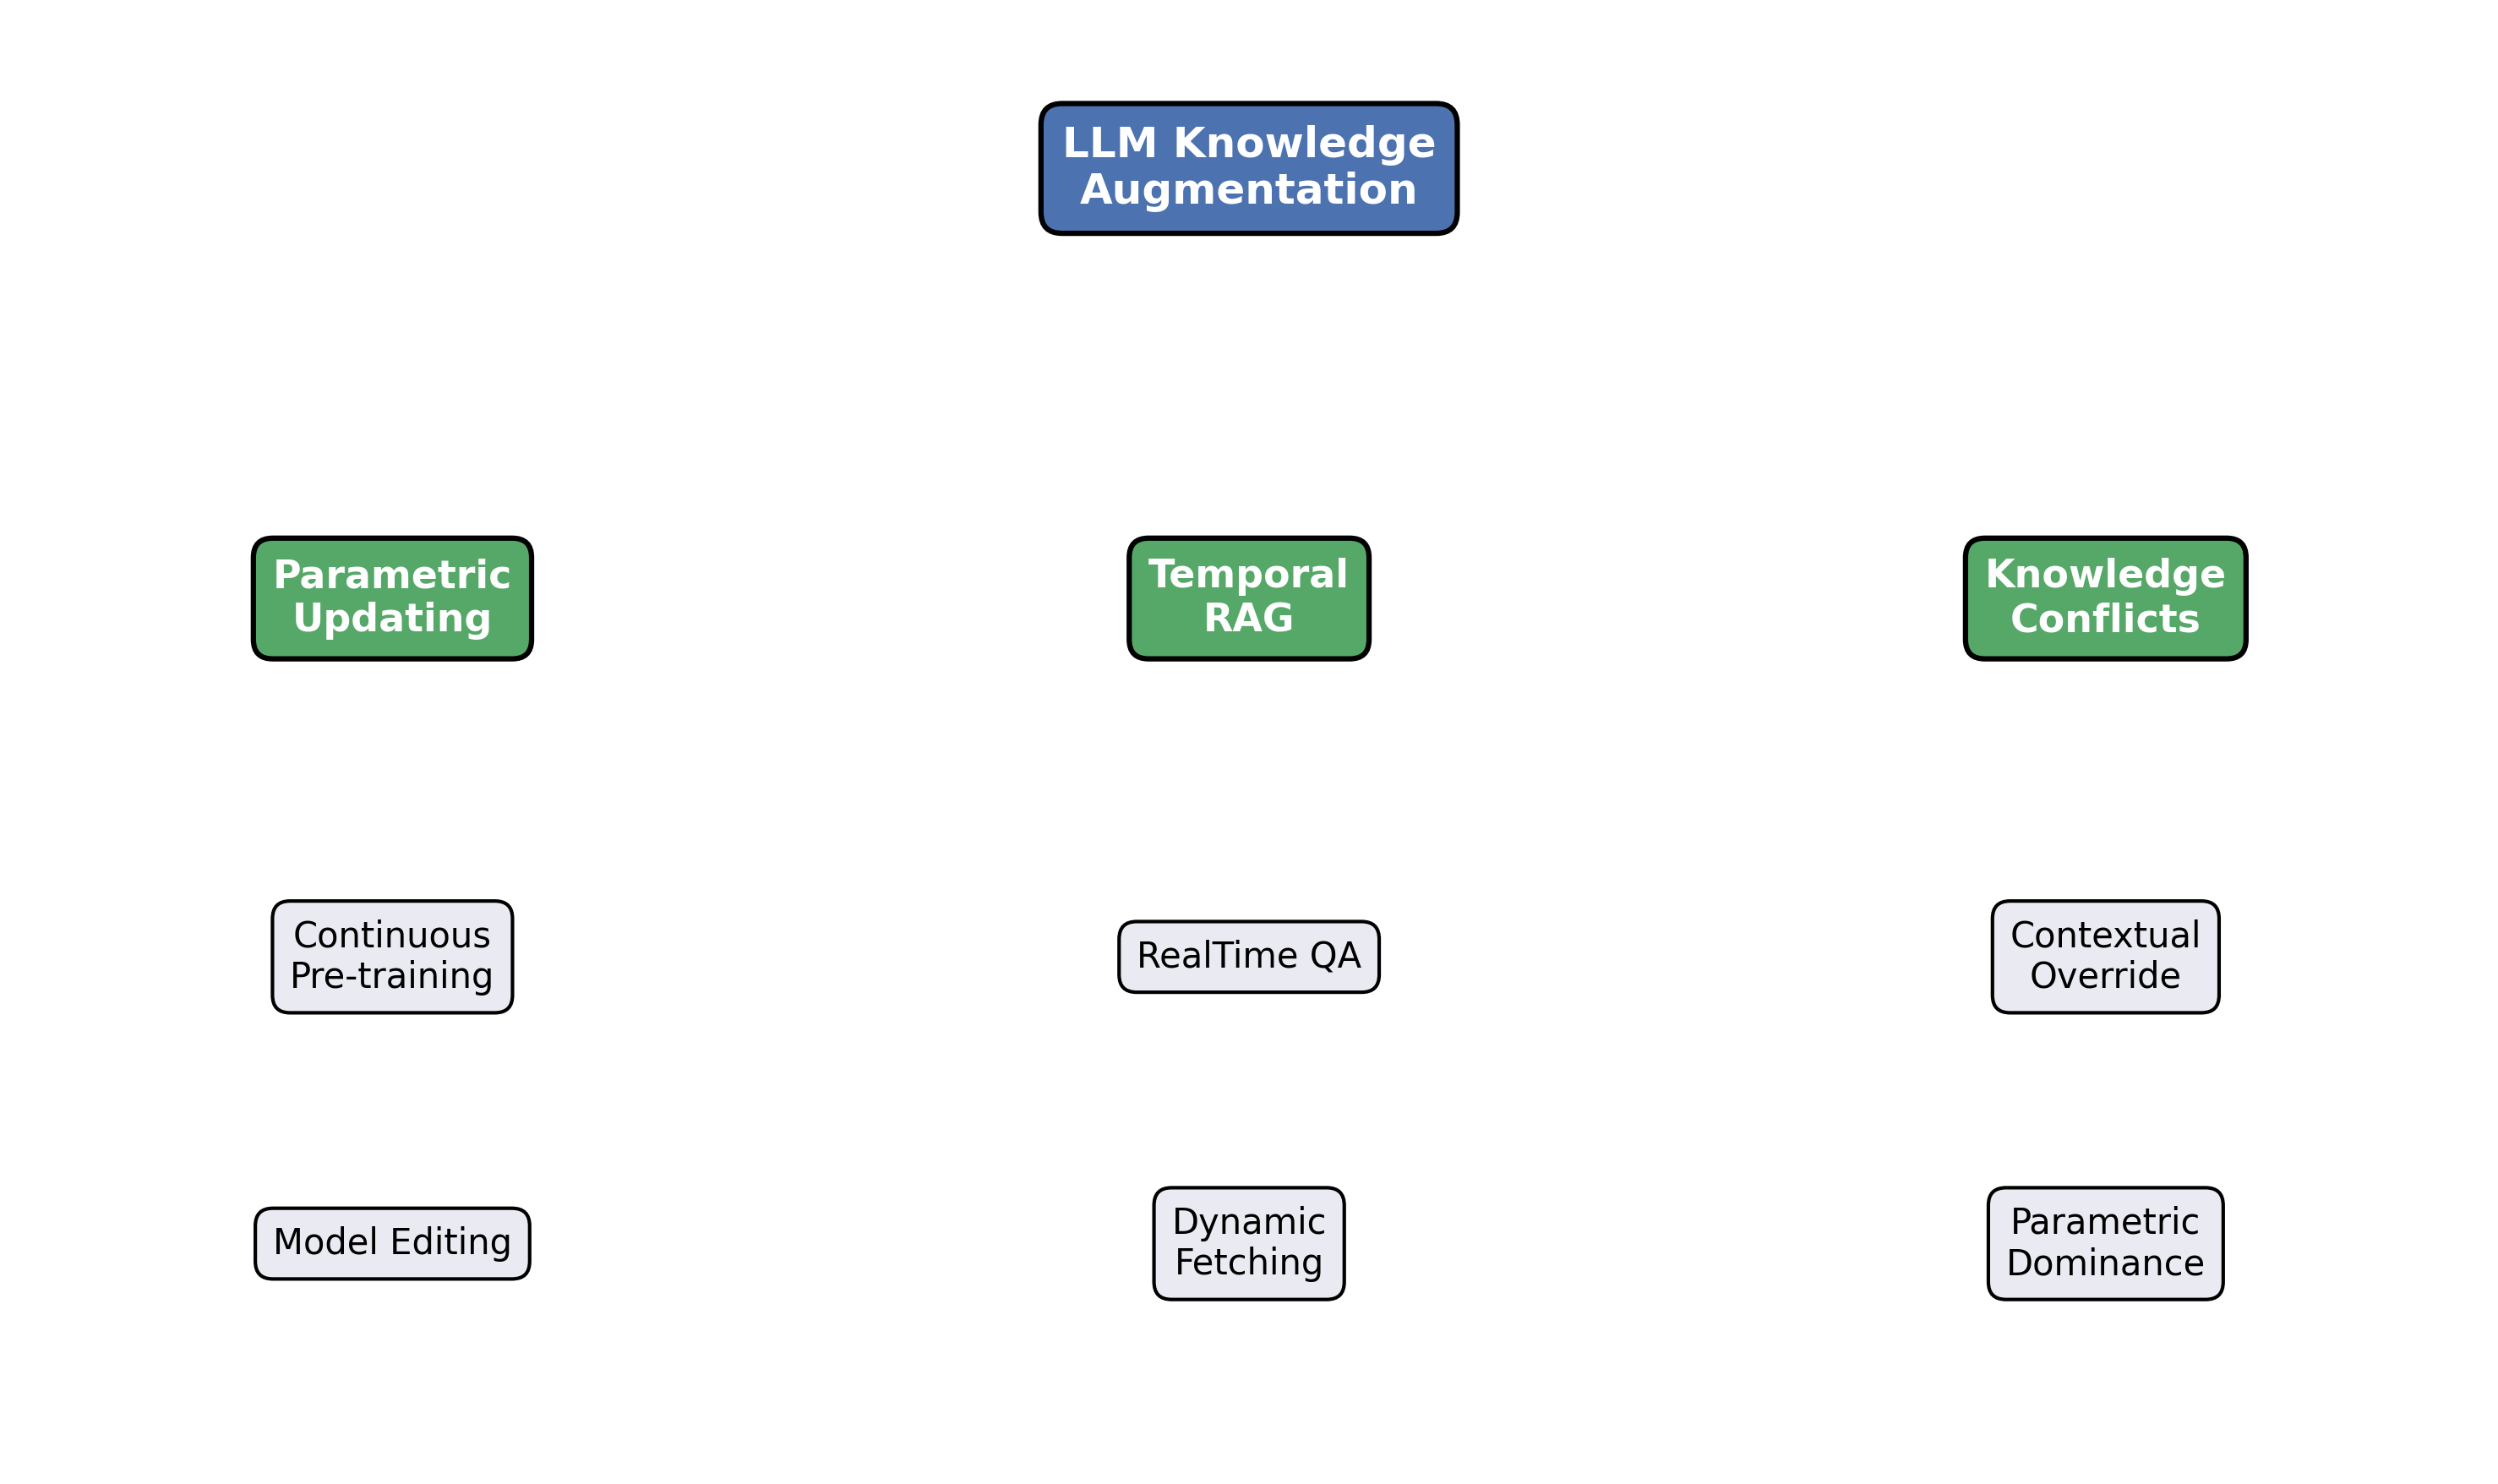 LLM Knowledge
Augmentation
Parametric
Updating
Temporal
RAG
Knowledge
Conflicts
Continuous
Pre-training
RealTime QA
Contextual
Override
Model Editing
Dynamic
Fetching
Parametric
Dominance